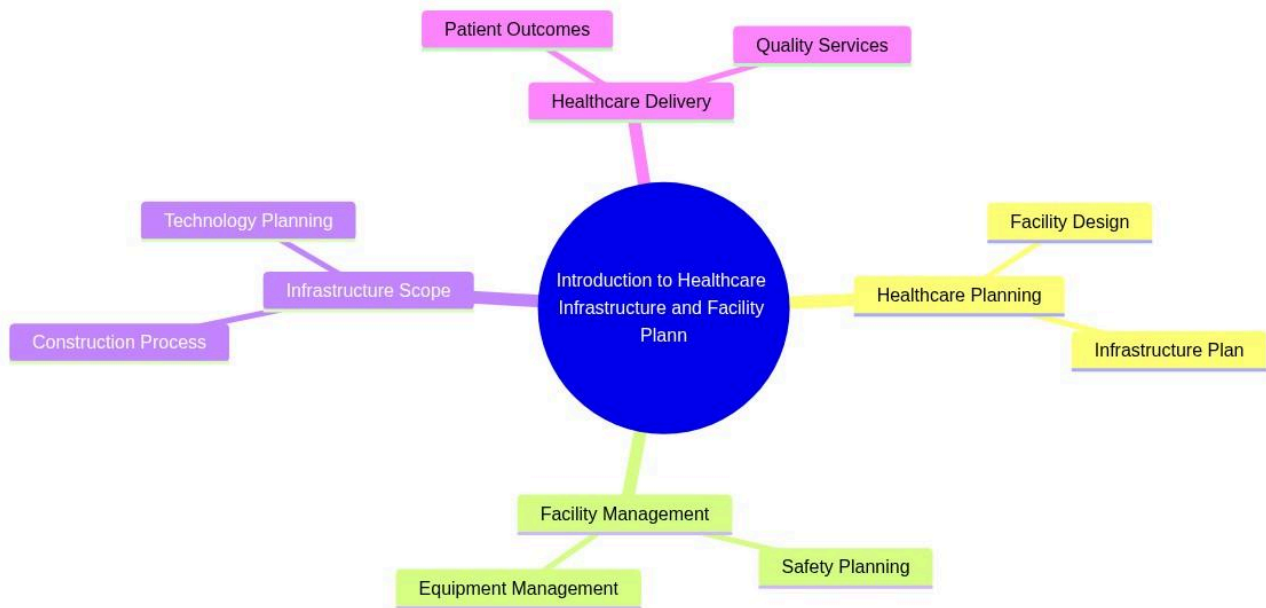 Patient Outcomes
Quality Services
Healthcare Delivery
Technology Planning
Infrastructure Scope
Construction Process
Introduction to Healthcare
Infrastructure and Facility
Plann
Facility Design
Healthcare Planning
Infrastructure Plan
Facility Management
Safety Planning
Equipment Management